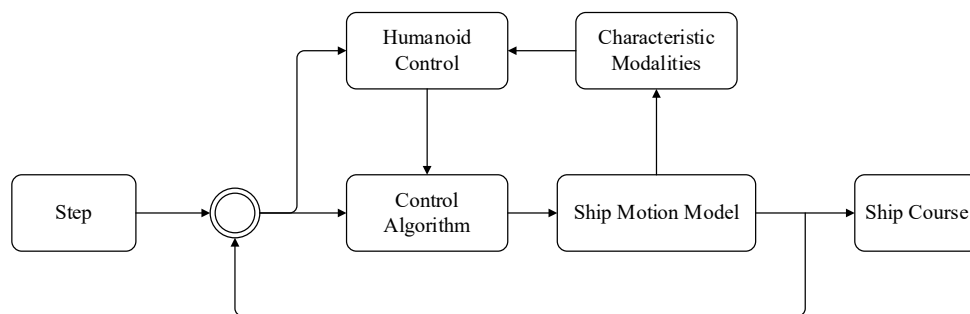 Humanoid
Control
Characteristic
Modalities
Step
Control
Algorithm
Ship Motion Model
Ship Course